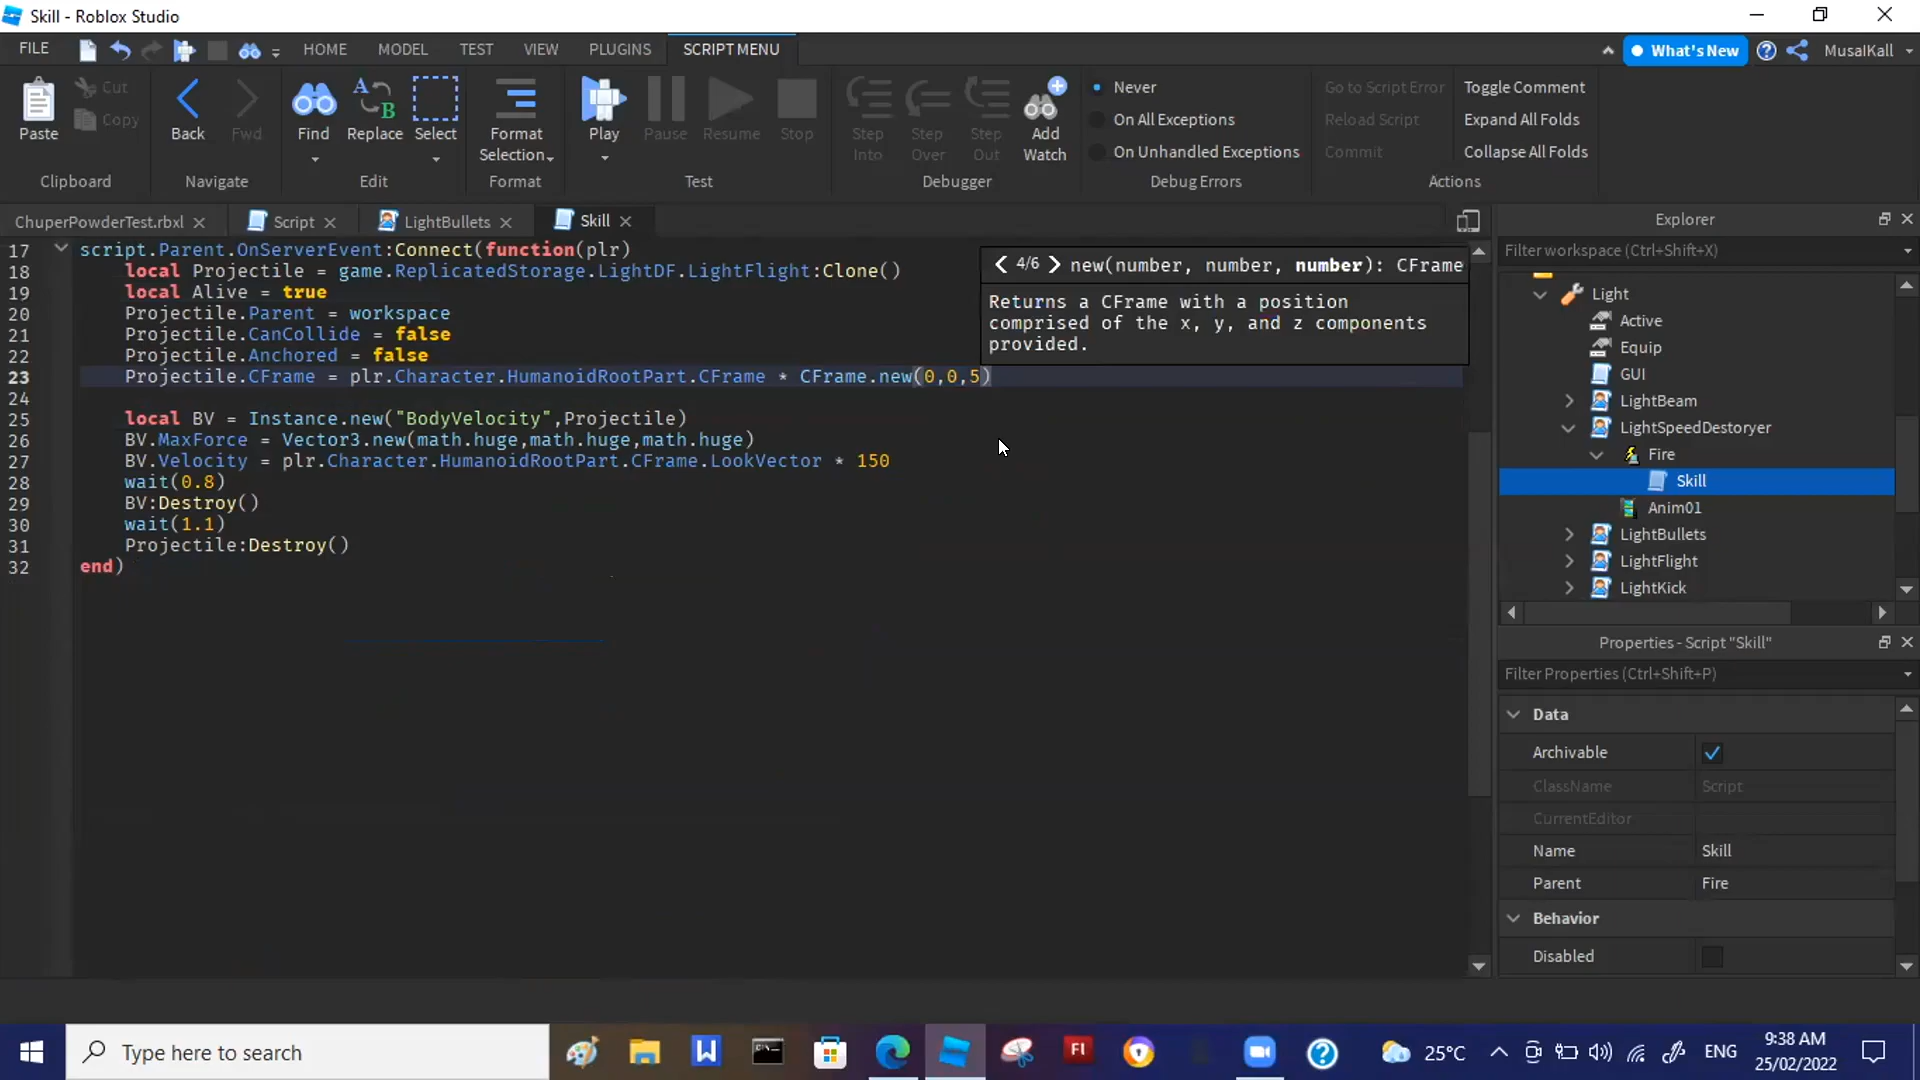 Skill - Roblox Studio
FILE HOME MODEL TEST VIEW PLUGINS SCRIPT MENU What's New MusaIKall
Paste Cut Copy Back Fwd Find Replace Select Format Selection Play Pause Resume Stop Step Into Step Over Step Out Add Watch
Never Go to Script Error Toggle Comment
On All Exceptions Reload Script Expand All Folds
On Unhandled Exceptions Commit Collapse All Folds
Clipboard Navigate Edit Format Test Debugger Debug Errors Actions
ChuperPowderTest.rbxl Script LightBullets Skill
17 script.Parent.OnServerEvent:Connect(function(plr)
18 local Projectile = game.ReplicatedStorage.LightDF.LightFlight:Clone()
19 local Alive = true
20 Projectile.Parent = workspace
21 Projectile.CanCollide = false
22 Projectile.Anchored = false
23 Projectile.CFrame = plr.Character.HumanoidRootPart.CFrame * CFrame.new(0,0,5)
24
25 local BV = Instance.new("BodyVelocity",Projectile)
26 BV.MaxForce = Vector3.new(math.huge,math.huge,math.huge)
27 BV.Velocity = plr.Character.HumanoidRootPart.CFrame.LookVector * 150
28 wait(0.8)
29 BV:Destroy()
30 wait(1.1)
31 Projectile:Destroy()
32 end)
4/6 new(number, number, number): CFrame
Returns a CFrame with a position
comprised of the x, y, and z components
provided.
Explorer
Filter workspace (Ctrl+Shift+X)
Light
Active
Equip
GUI
LightBeam
LightSpeedDestoryer
Fire
Skill
Anim01
LightBullets
LightFlight
LightKick
Properties - Script "Skill"
Filter Properties (Ctrl+Shift+P)
Data
Archivable
ClassName Script
CurrentEditor
Name Skill
Parent Fire
Behavior
Disabled
Type here to search
25°C ENG 9:38 AM
25/02/2022